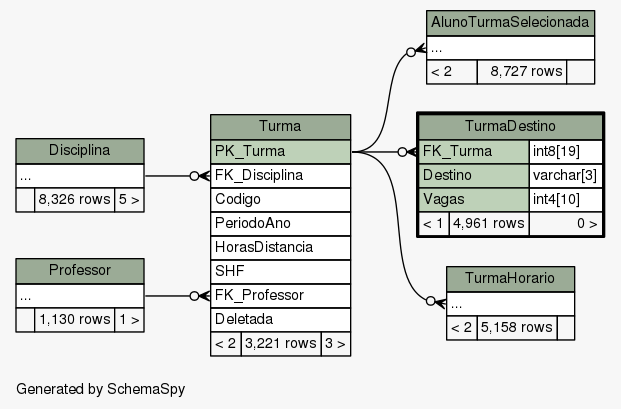 AlunoTurmaSelecionada
...
< 2 8,727 rows
Turma
PK_Turma
FK_Disciplina
Codigo
PeriodoAno
HorasDistancia
SHF
FK_Professor
Deletada
< 2 3,221 rows 3 >
TurmaDestino
FK_Turma int8[19]
Destino varchar[3]
Vagas int4[10]
< 1 4,961 rows 0 >
Disciplina
...
8,326 rows 5 >
Professor
...
1,130 rows 1 >
TurmaHorario
...
< 2 5,158 rows
Generated by SchemaSpy